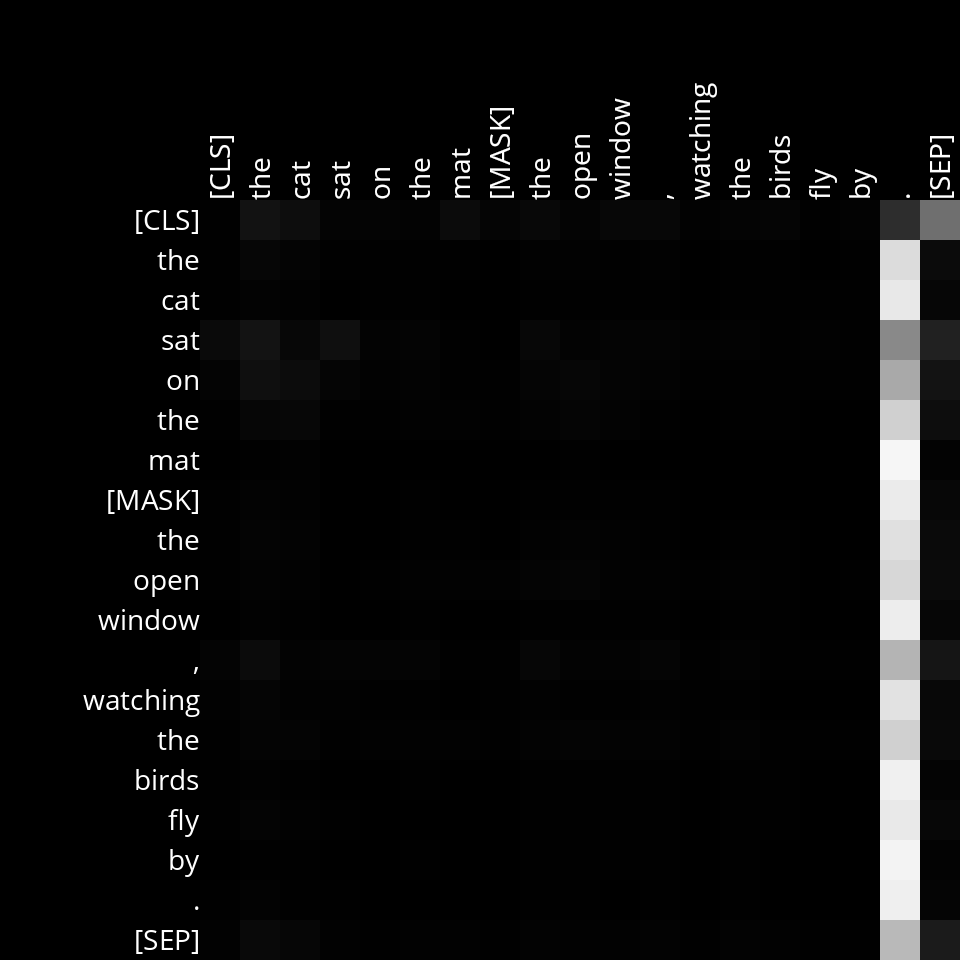 [CLS] the cat sat on the mat [MASK] the open window , watching the birds fly by . [SEP]
[CLS]
the
cat
sat
on
the
mat
[MASK]
the
open
window
,
watching
the
birds
fly
by
.
[SEP]